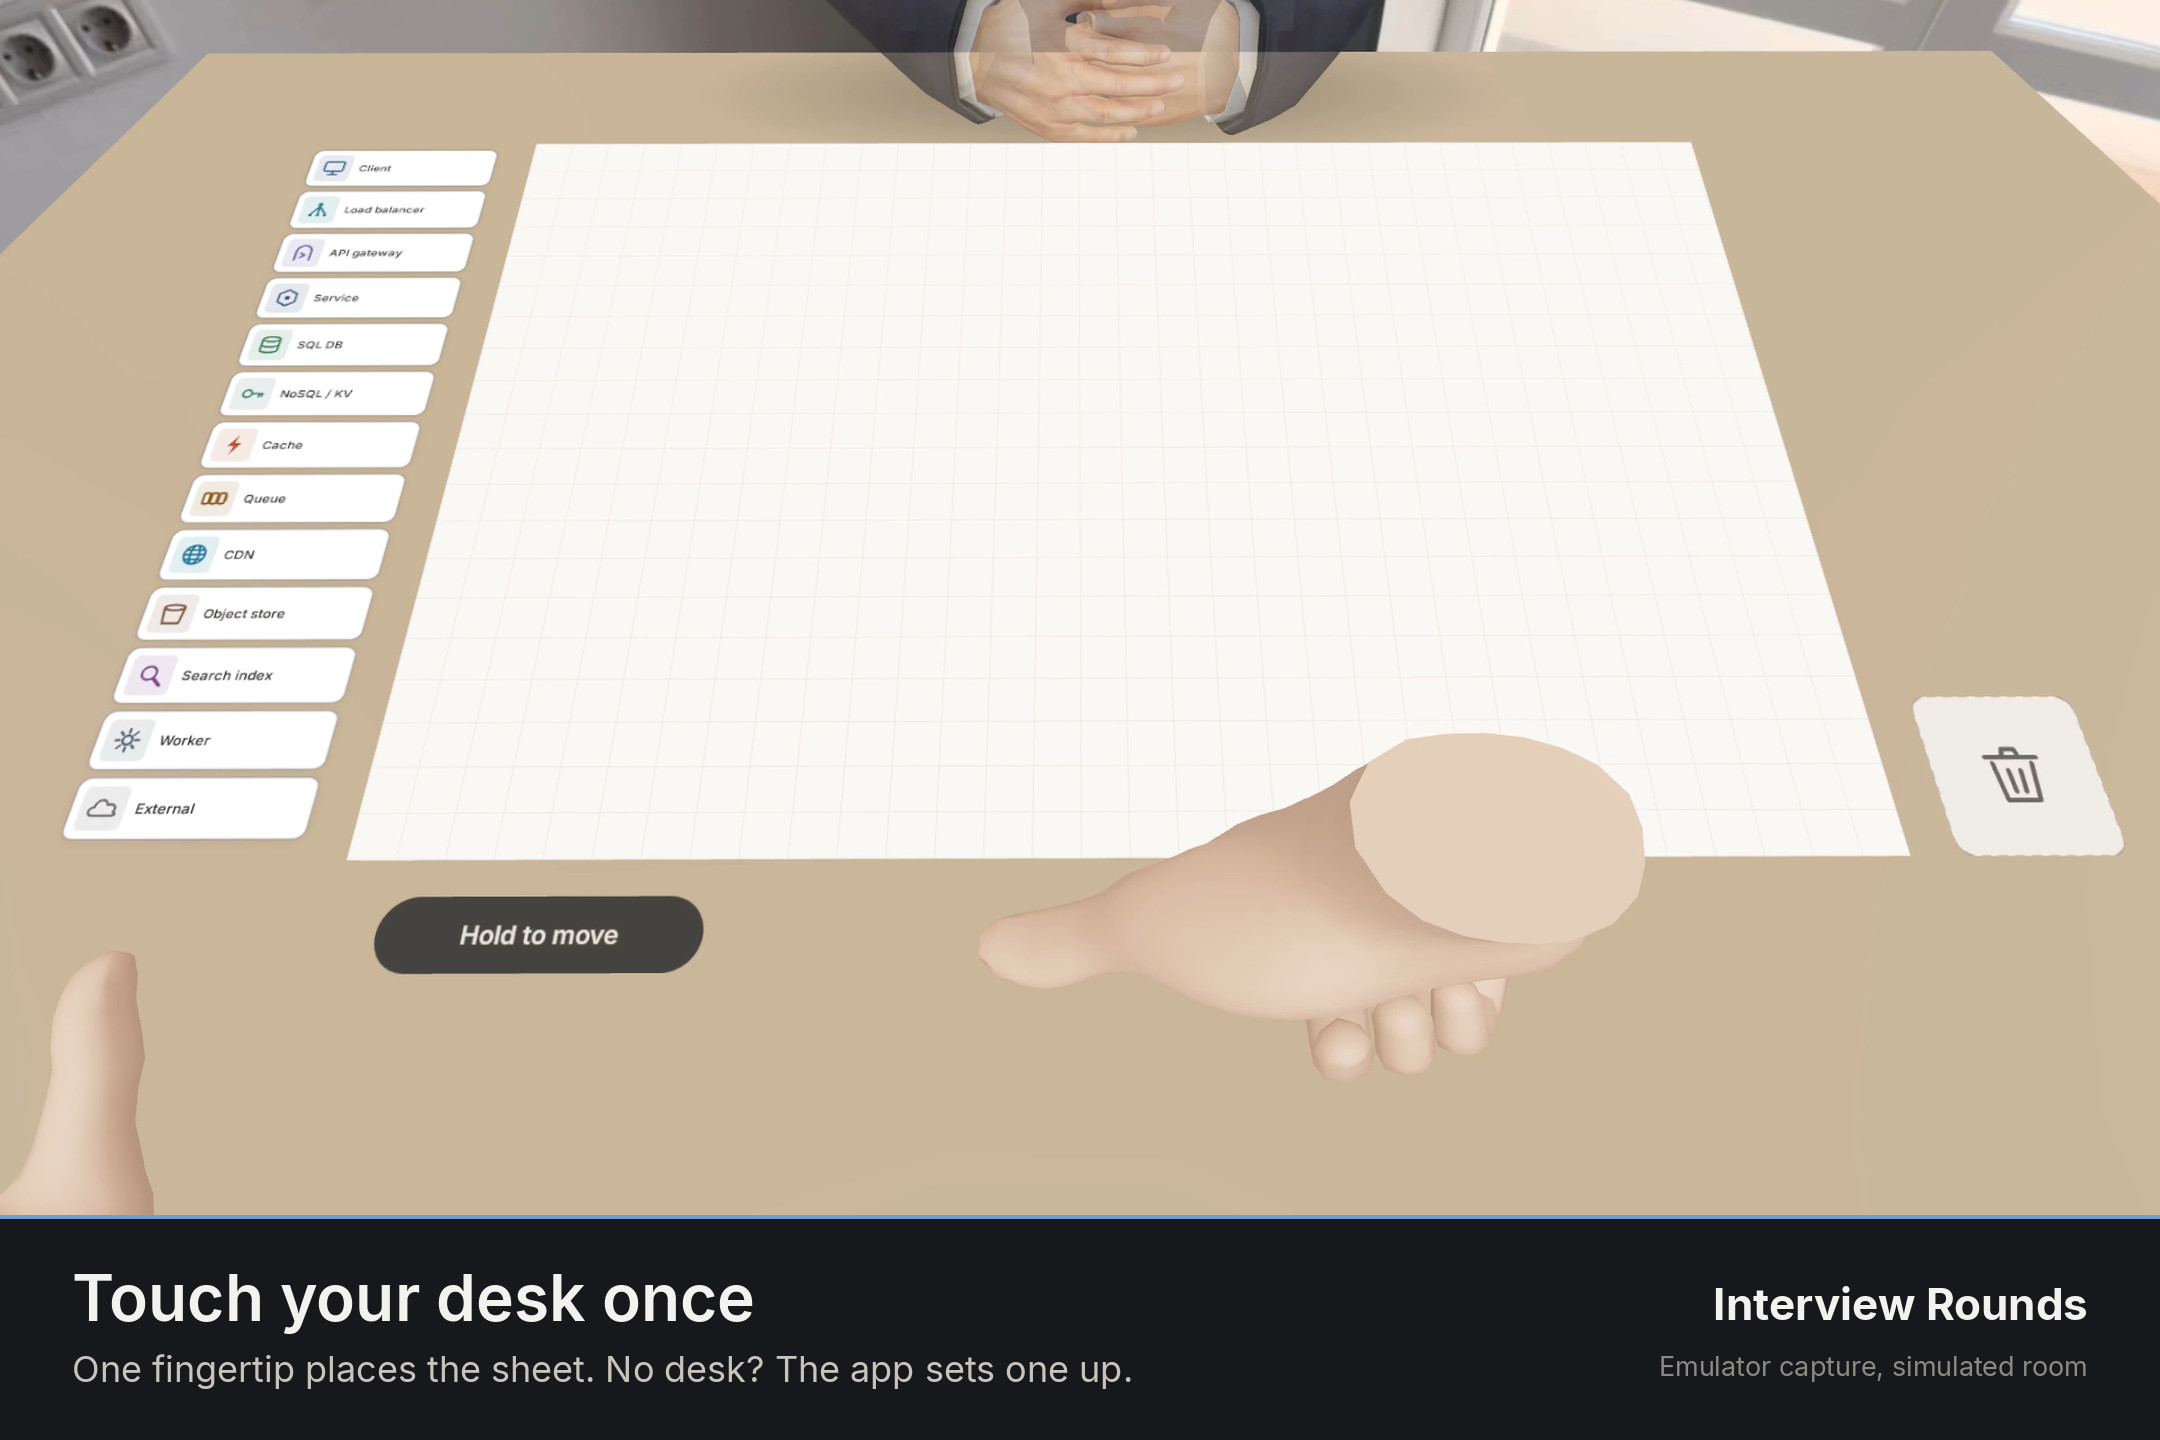 Client
Load balancer
API gateway
Service
SQL DB
NoSQL / KV
Cache
Queue
CDN
Object store
Search index
Worker
External
Hold to move
Touch your desk once
One fingertip places the sheet. No desk? The app sets one up.
Interview Rounds
Emulator capture, simulated room